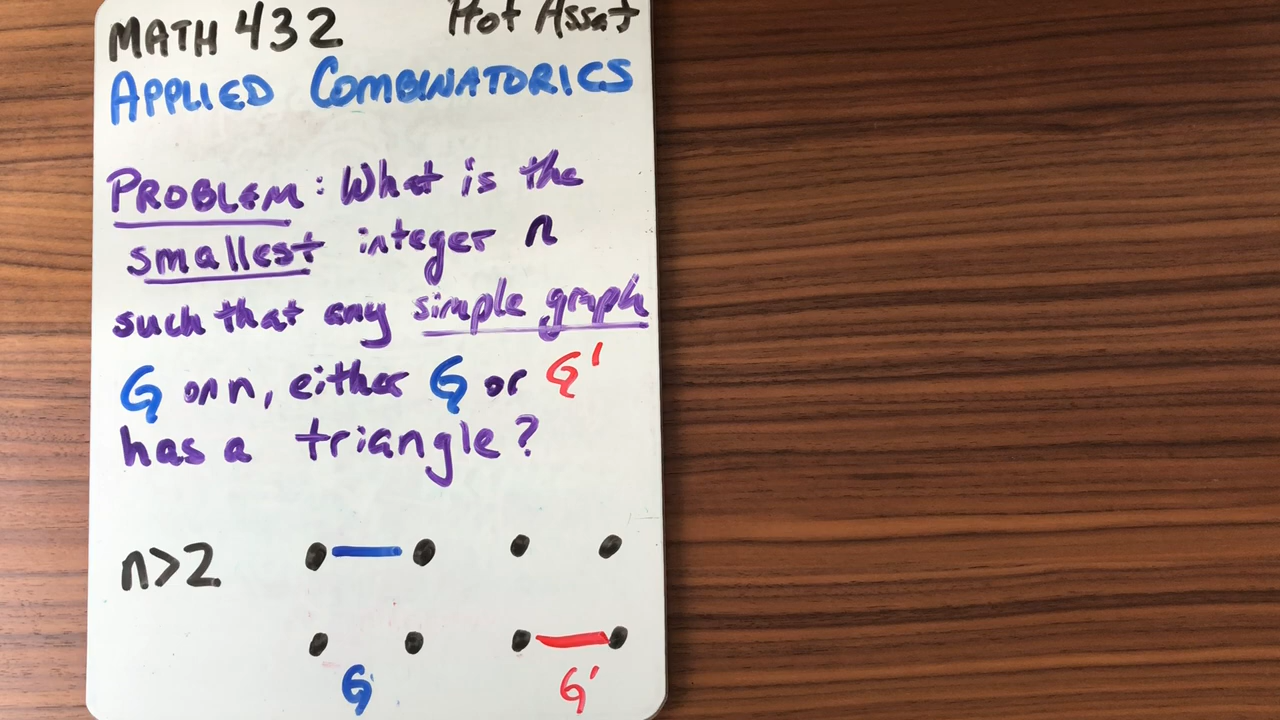 MATH 432
APPLIED COMBINATORICS
PROBLEM: What is the
smallest integer n
such that any simple graph
G on n, either G or G'
has a triangle?
n>2
G G'